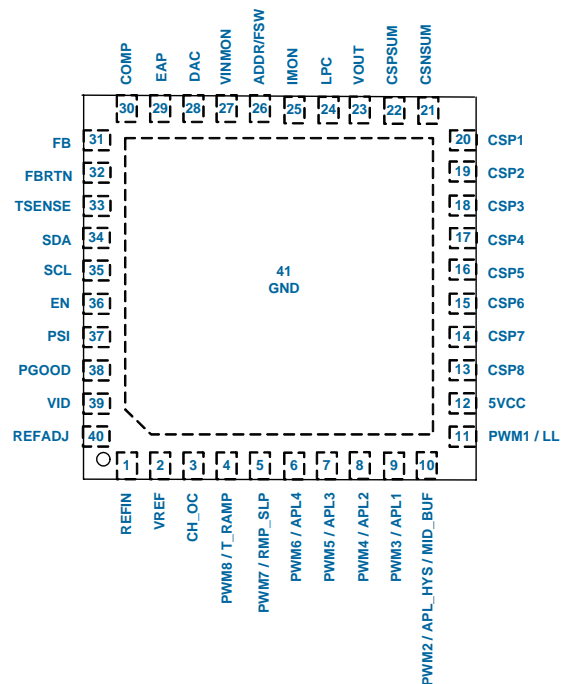 COMP
EAP
DAC
VINMON
ADDR/FSW
IMON
LPC
VOUT
CSPSUM
CSNSUM
30
29
28
27
26
25
24
23
22
21
FB 31
FBRTN 32
TSENSE 33
SDA 34
SCL 35
EN 36
PSI 37
PGOOD 38
VID 39
REFADJ 40
41
GND
20 CSP1
19 CSP2
18 CSP3
17 CSP4
16 CSP5
15 CSP6
14 CSP7
13 CSP8
12 5VCC
11 PWM1 / LL
1
2
3
4
5
6
7
8
9
10
REFIN
VREF
CH_OC
PWM8 / T_RAMP
PWM7 / RMP_SLP
PWM6 / APL4
PWM5 / APL3
PWM4 / APL2
PWM3 / APL1
PWM2 / APL_HYS / MID_BUF